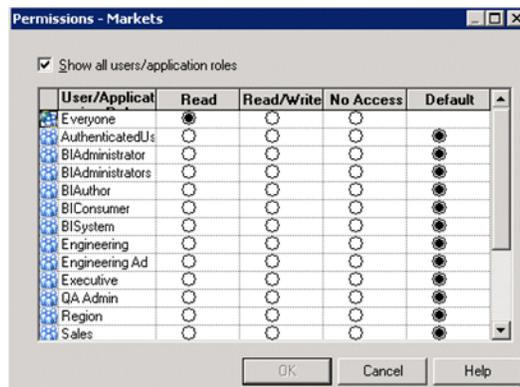 Permissions - Markets
Show all users/application roles
User/Applicat Read Read/Write No Access Default
Everyone
AuthenticatedUs
BIAdministrator
BIAdministrators
BIAuthor
BIConsumer
BISystem
Engineering
Engineering Ad
Executive
QA Admin
Region
Sales
OK Cancel Help